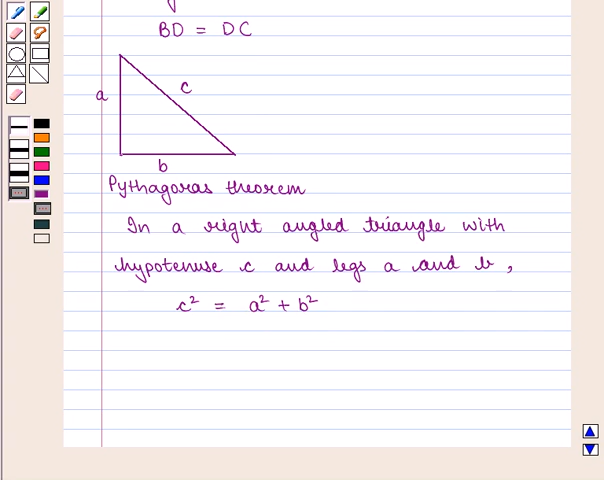 BD = DC
a
c
b
Pythagoras theorem
In a right angled triangle with
hypotenuse c and legs a and b,
c² = a² + b²